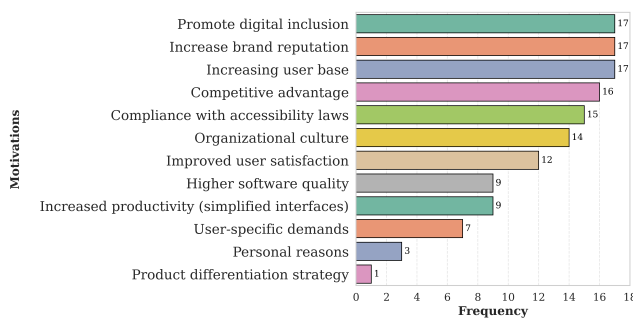 Motivations
Promote digital inclusion 17
Increase brand reputation 17
Increasing user base 17
Competitive advantage 16
Compliance with accessibility laws 15
Organizational culture 14
Improved user satisfaction 12
Higher software quality 9
Increased productivity (simplified interfaces) 9
User-specific demands 7
Personal reasons 3
Product differentiation strategy 1
0 2 4 6 8 10 12 14 16 18
Frequency